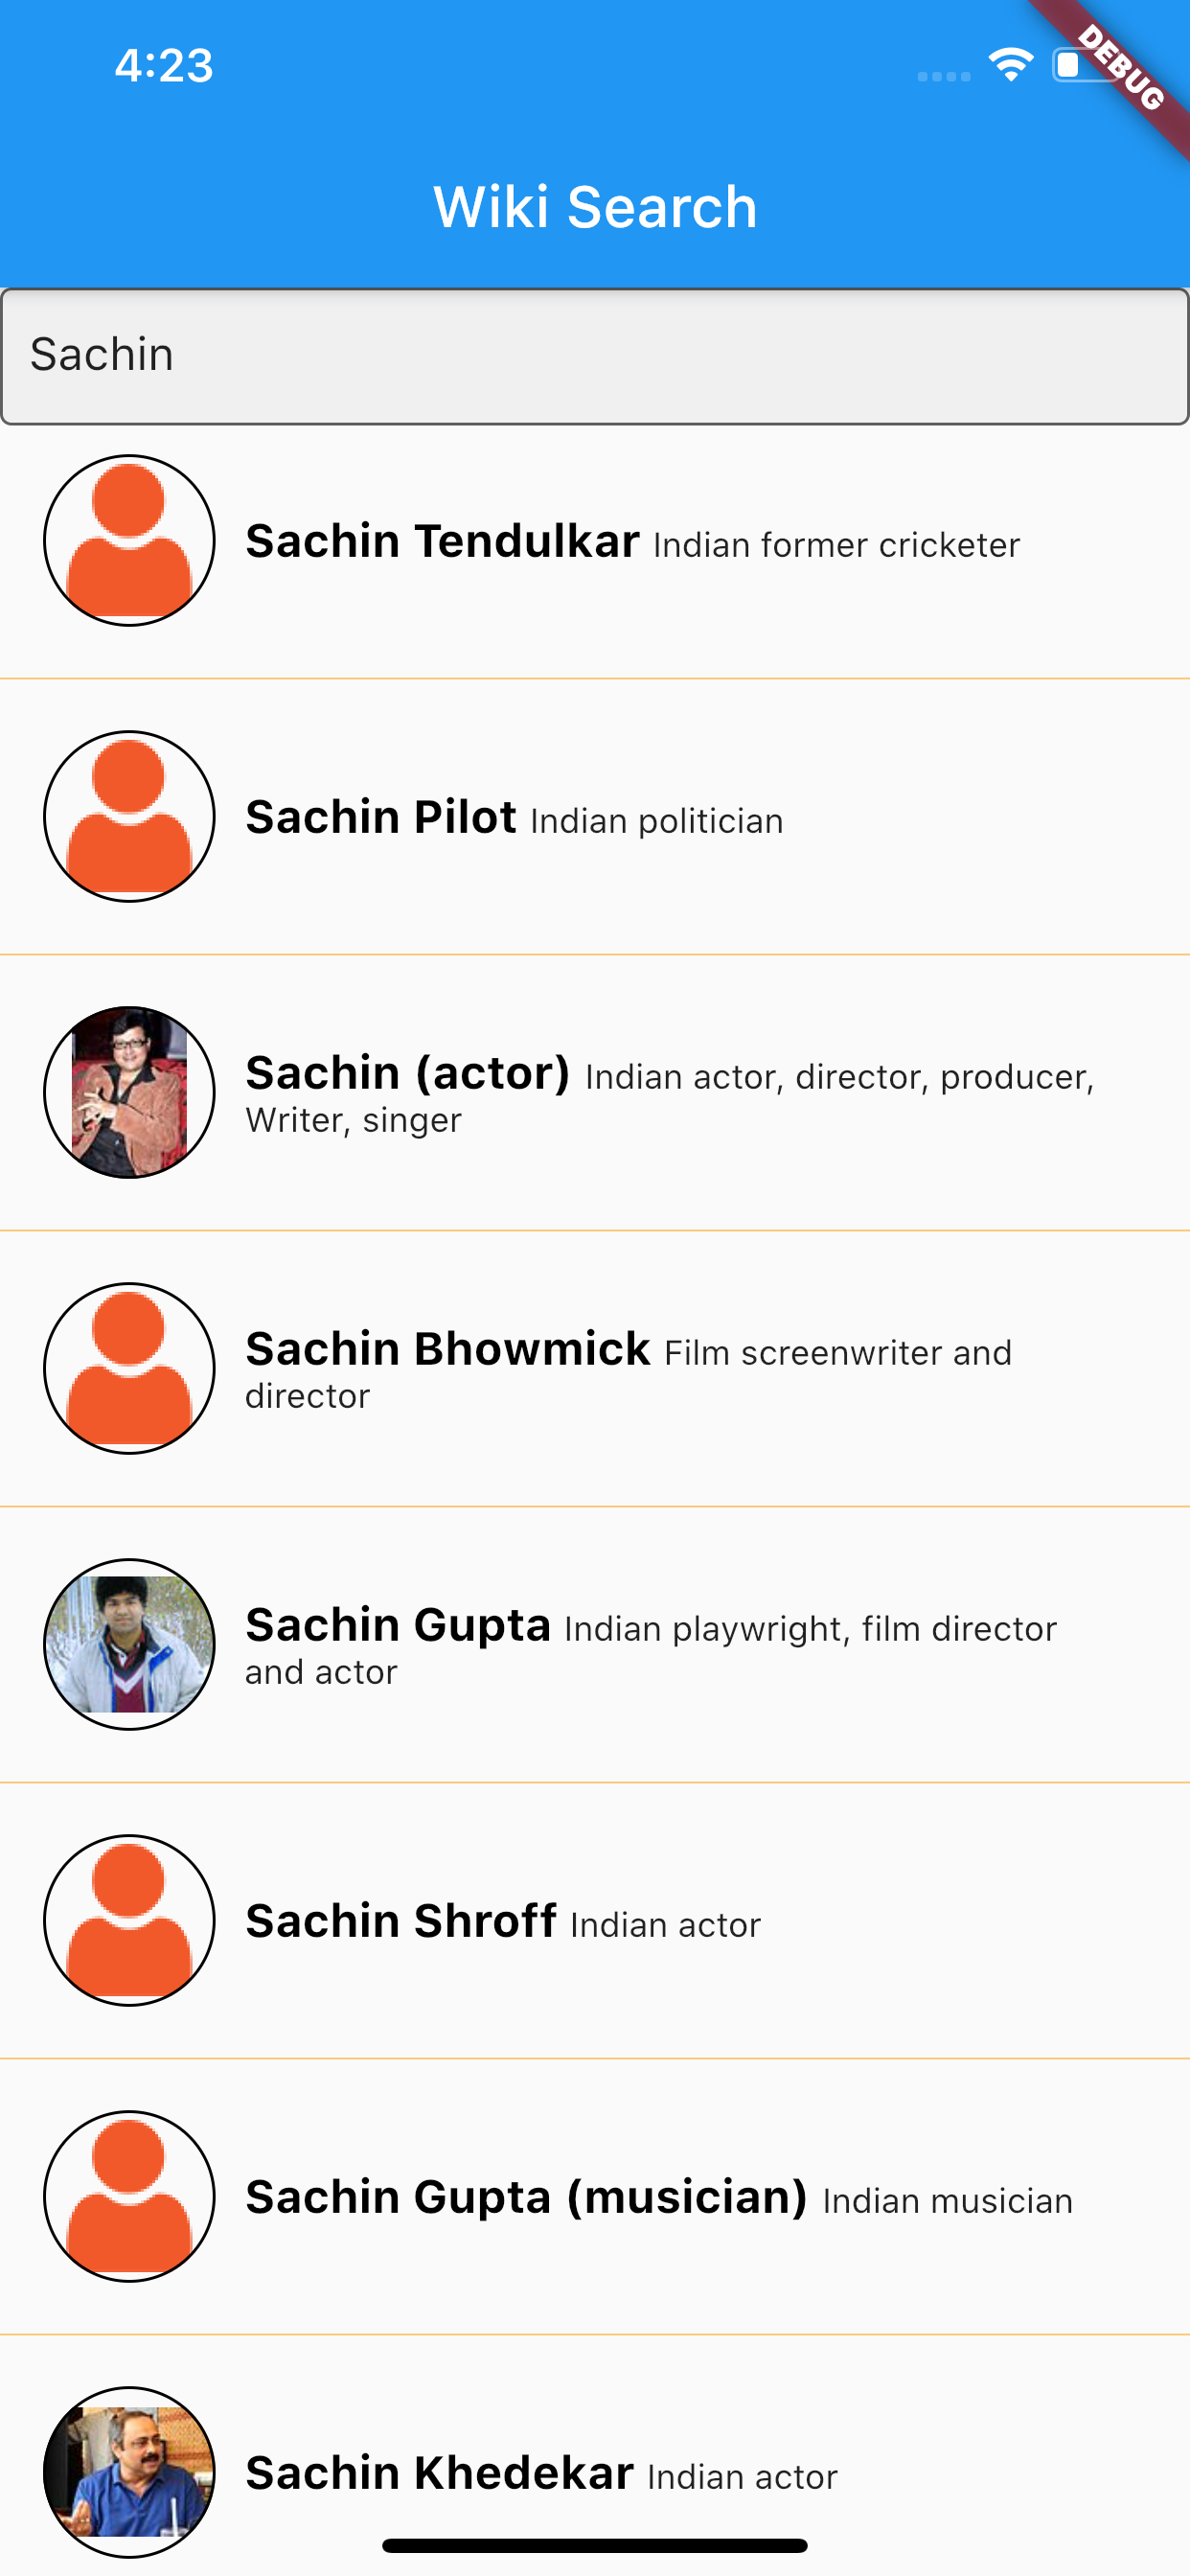 4:23
DEBUG
Wiki Search
Sachin
Sachin Tendulkar Indian former cricketer
Sachin Pilot Indian politician
Sachin (actor) Indian actor, director, producer,
Writer, singer
Sachin Bhowmick Film screenwriter and
director
Sachin Gupta Indian playwright, film director
and actor
Sachin Shroff Indian actor
Sachin Gupta (musician) Indian musician
Sachin Khedekar Indian actor